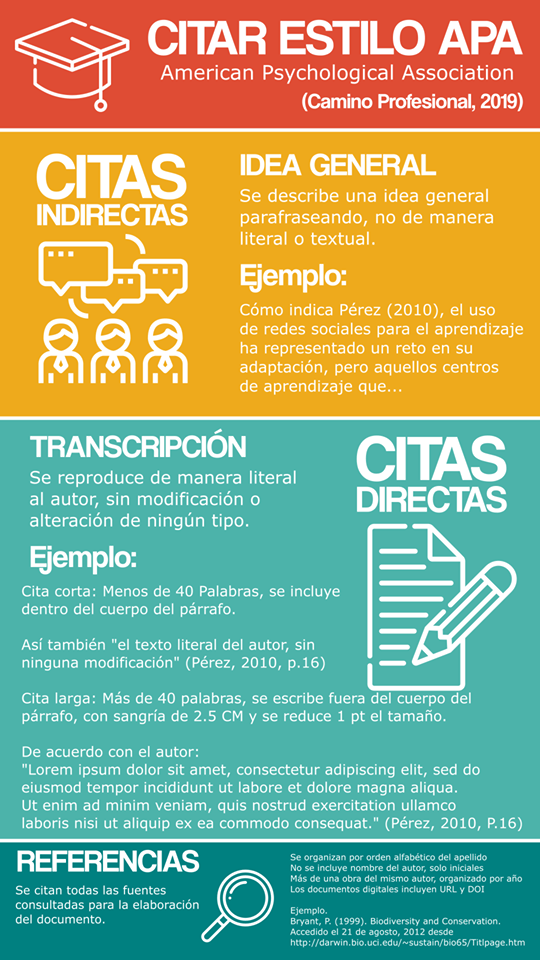 CITAR ESTILO APA
American Psychological Association
(Camino Profesional, 2019)
CITAS
INDIRECTAS
IDEA GENERAL
Se describe una idea general
parafraseando, no de manera
literal o textual.
Ejemplo:
Cómo indica Pérez (2010), el uso
de redes sociales para el aprendizaje
ha representado un reto en su
adaptación, pero aquellos centros
de aprendizaje que...
TRANSCRIPCIÓN
Se reproduce de manera literal
al autor, sin modificación o
alteración de ningún tipo.
CITAS
DIRECTAS
Ejemplo:
Cita corta: Menos de 40 Palabras, se incluye
dentro del cuerpo del párrafo.
Así también "el texto literal del autor, sin
ninguna modificación" (Pérez, 2010, p.16)
Cita larga: Más de 40 palabras, se escribe fuera del cuerpo del
párrafo, con sangría de 2.5 CM y se reduce 1 pt el tamaño.
De acuerdo con el autor:
"Lorem ipsum dolor sit amet, consectetur adipiscing elit, sed do
eiusmod tempor incididunt ut labore et dolore magna aliqua.
Ut enim ad minim veniam, quis nostrud exercitation ullamco
laboris nisi ut aliquip ex ea commodo consequat." (Pérez, 2010, P.16)
REFERENCIAS
Se citan todas las fuentes
consultadas para la elaboración
del documento.
Se organizan por orden alfabético del apellido
No se incluye nombre del autor, solo iniciales
Más de una obra del mismo autor, organizado por año
Los documentos digitales incluyen URL y DOI
Ejemplo.
Bryant, P. (1999). Biodiversity and Conservation.
Accedido el 21 de agosto, 2012 desde
http://darwin.bio.uci.edu/~sustain/bio65/Titlpage.htm